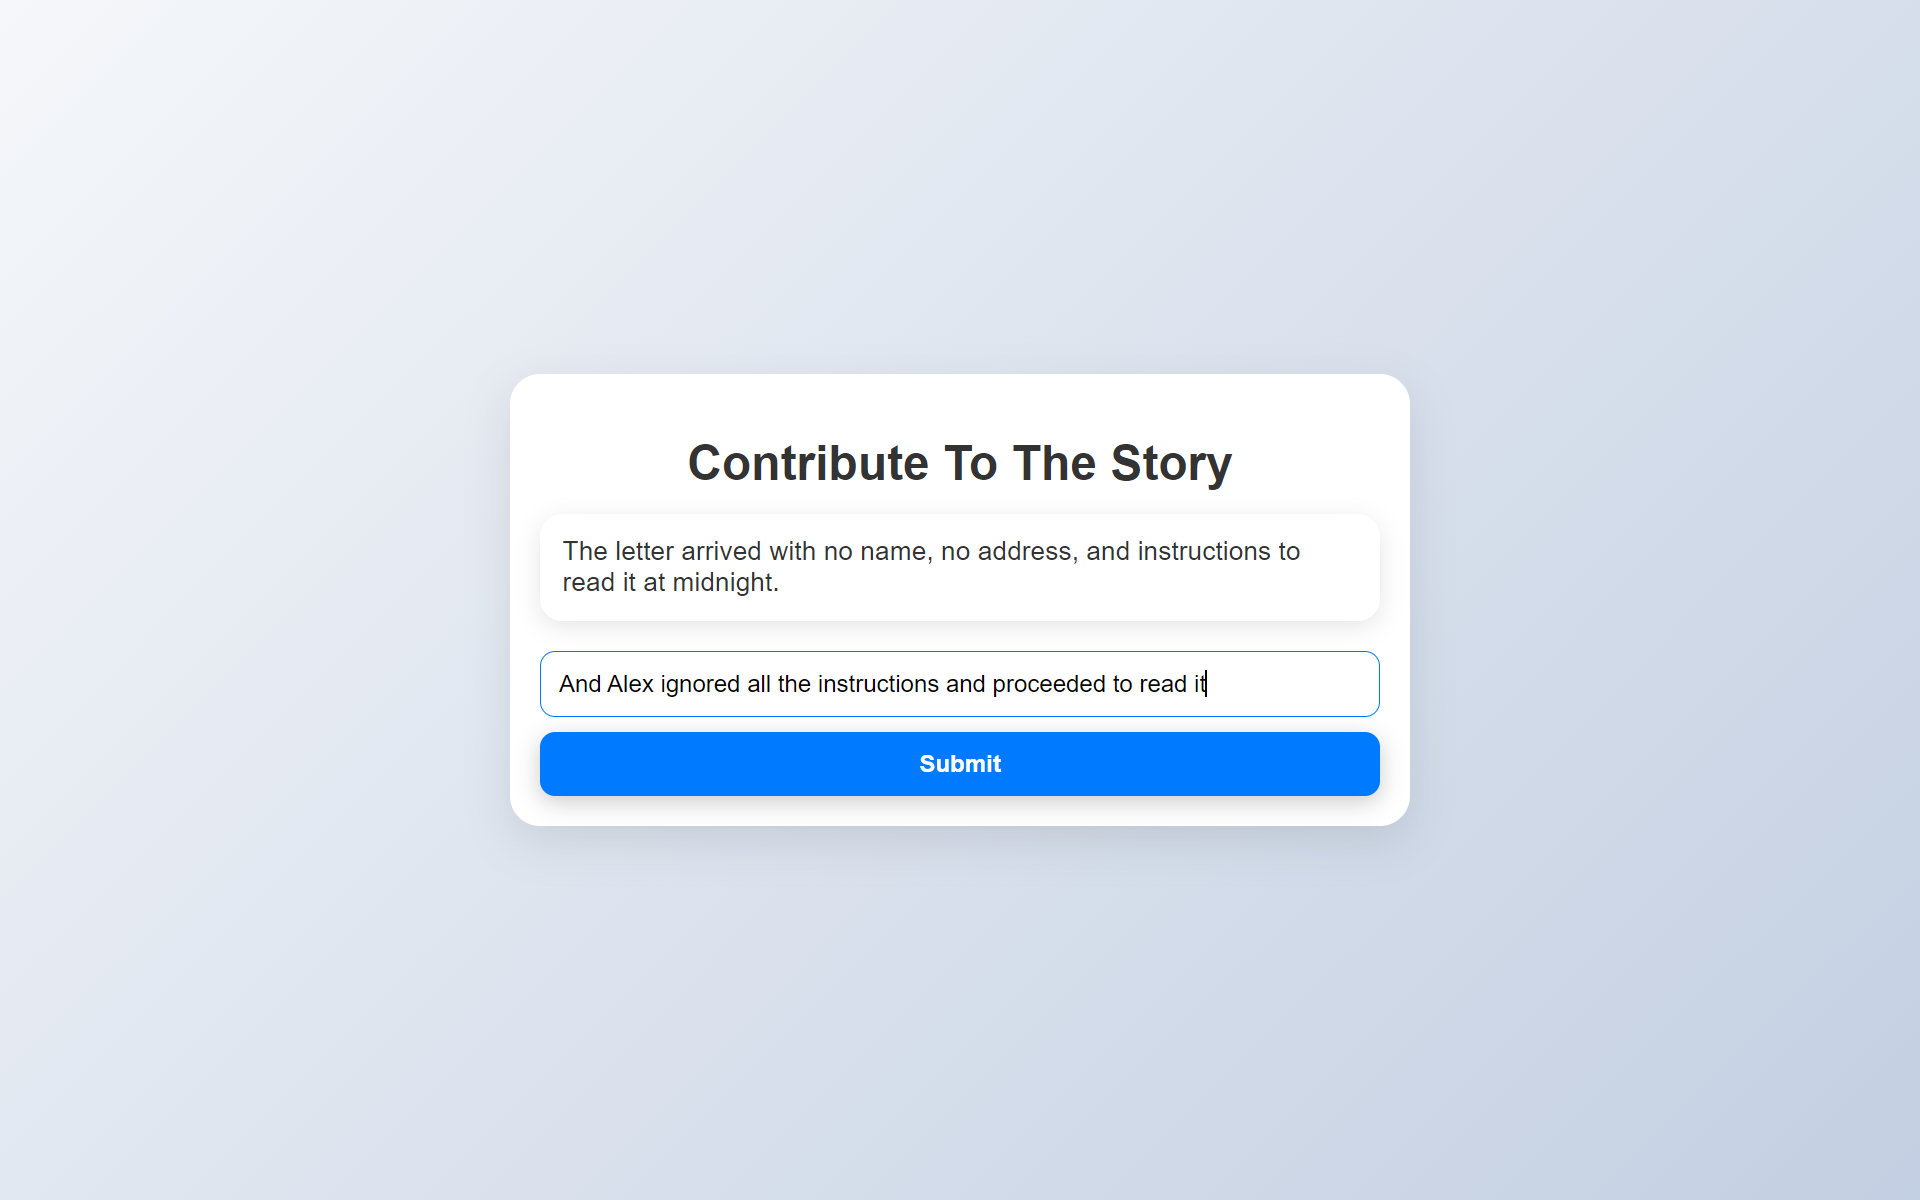 Contribute To The Story
The letter arrived with no name, no address, and instructions to
read it at midnight.
And Alex ignored all the instructions and proceeded to read it
Submit